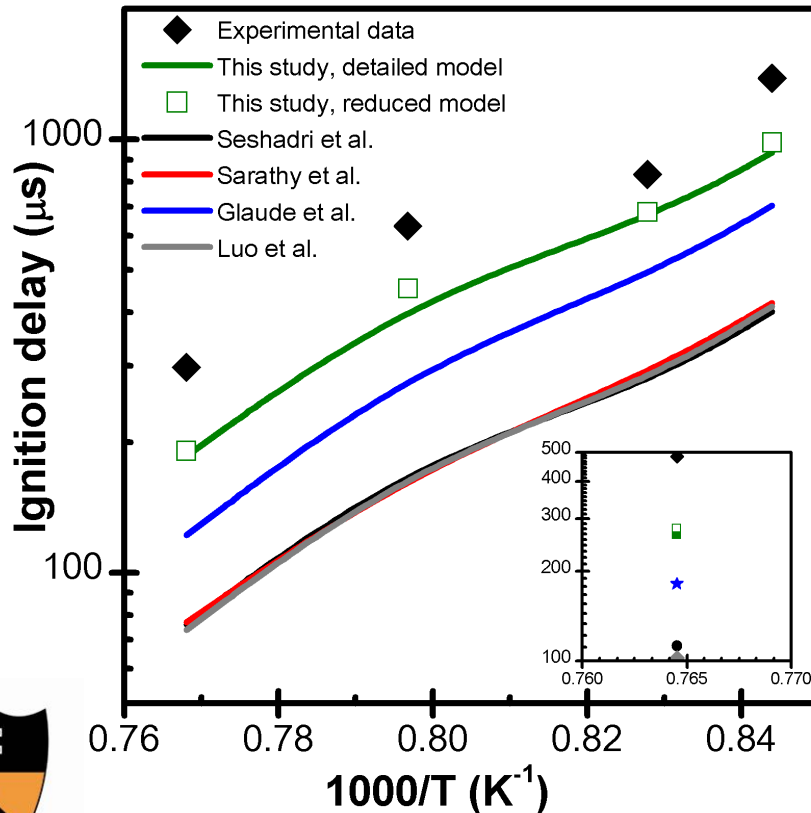 Experimental data
This study, detailed model
This study, reduced model
Seshadri et al.
Sarathy et al.
Glaude et al.
Luo et al.
1000
100
Ignition delay (μs)
500
400
300
200
100
0.760 0.765 0.770
0.76 0.78 0.80 0.82 0.84
1000/T (K⁻¹)